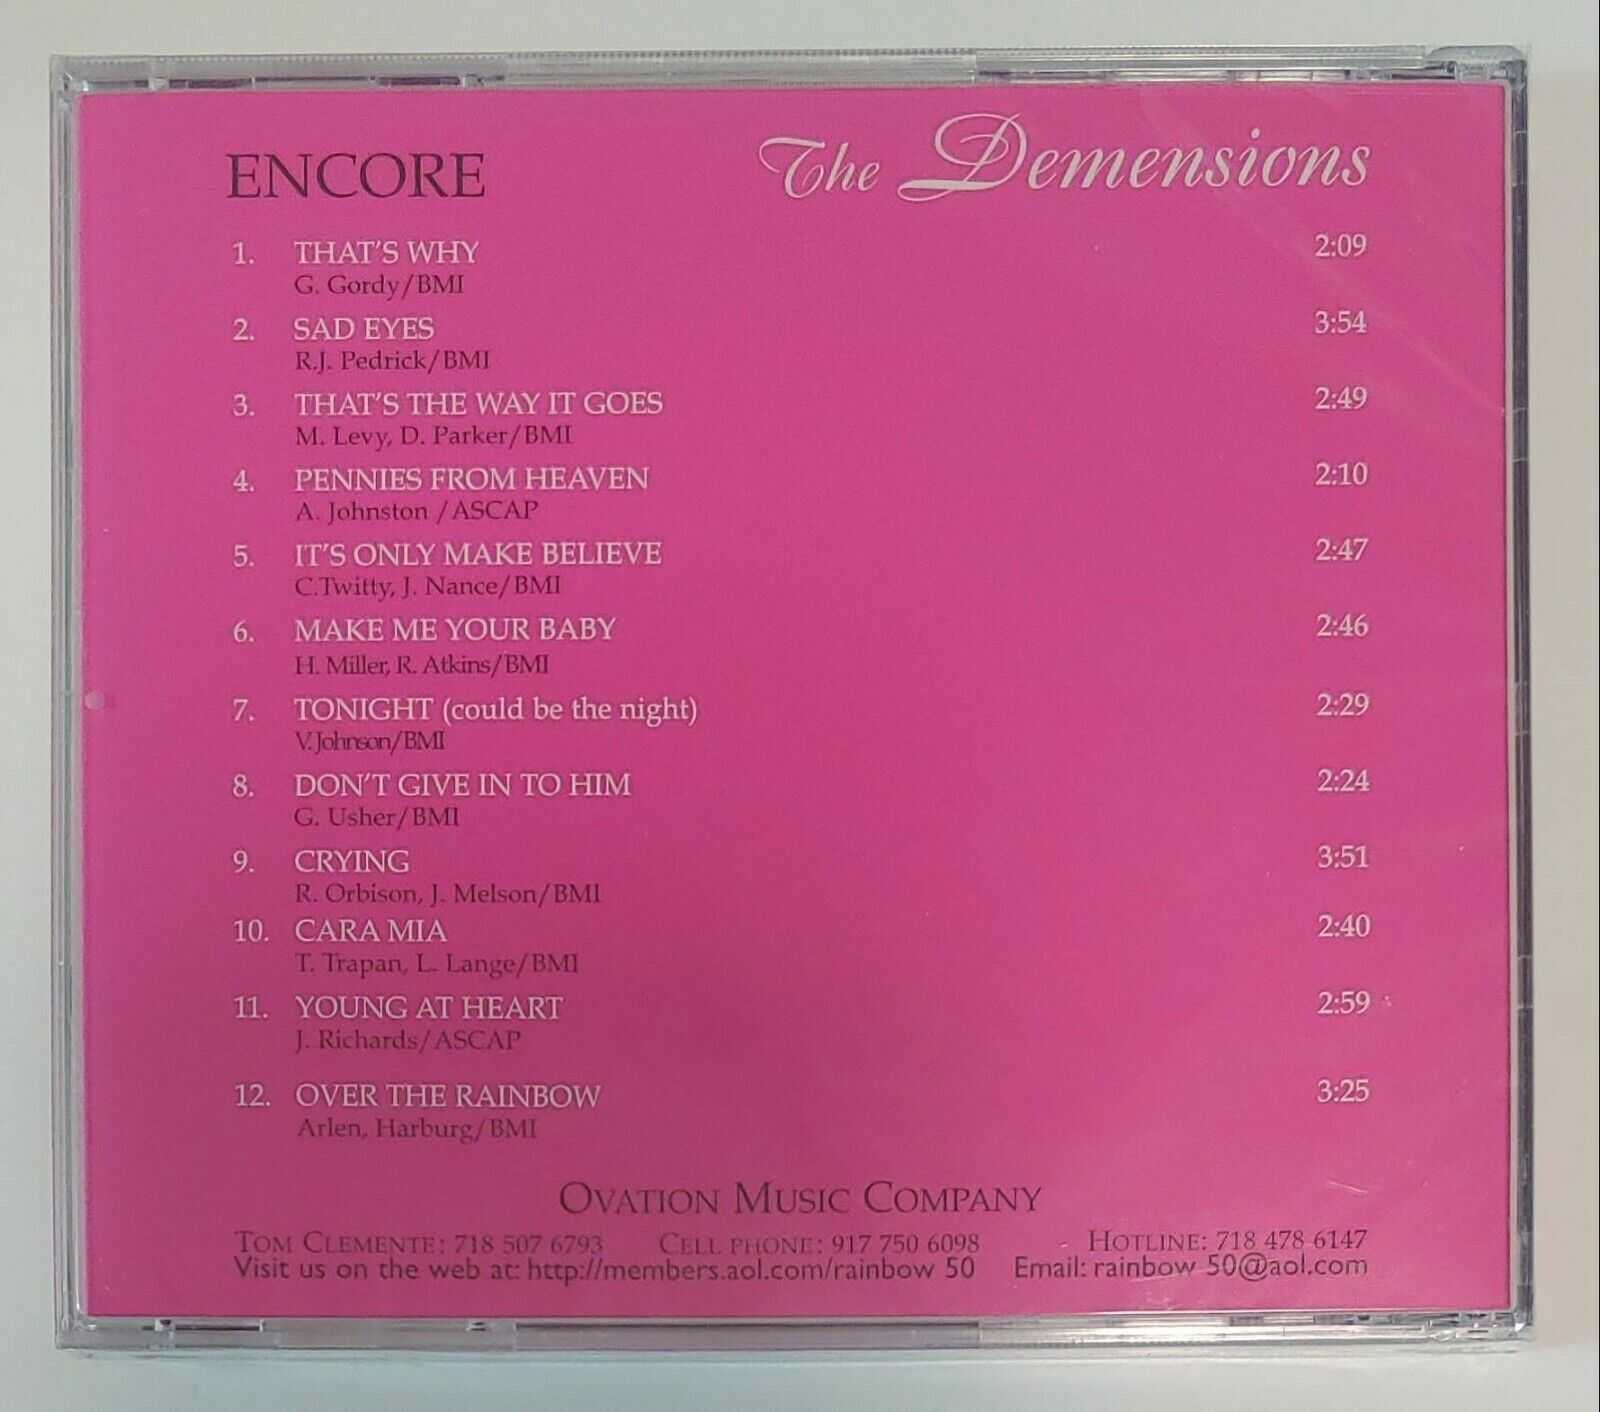 ENCORE The Demensions
1. THAT'S WHY 2:09
G. Gordy/BMI
2. SAD EYES 3:54
R.J. Pedrick/BMI
3. THAT'S THE WAY IT GOES 2:49
M. Levy, D. Parker/BMI
4. PENNIES FROM HEAVEN 2:10
A. Johnston /ASCAP
5. IT'S ONLY MAKE BELIEVE 2:47
C.Twitty, J. Nance/BMI
6. MAKE ME YOUR BABY 2:46
H. Miller, R. Atkins/BMI
7. TONIGHT (could be the night) 2:29
V. Johnson/BMI
8. DON'T GIVE IN TO HIM 2:24
G. Usher/BMI
9. CRYING 3:51
R. Orbison, J. Melson/BMI
10. CARA MIA 2:40
T. Trapan, L. Lange/BMI
11. YOUNG AT HEART 2:59
J. Richards/ASCAP
12. OVER THE RAINBOW 3:25
Arlen, Harburg/BMI
OVATION MUSIC COMPANY
TOM CLEMENTE: 718 507 6793 CELL PHONE: 917 750 6098 HOTLINE: 718 478 6147
Visit us on the web at: http://members.aol.com/rainbow 50 Email: rainbow 50@aol.com